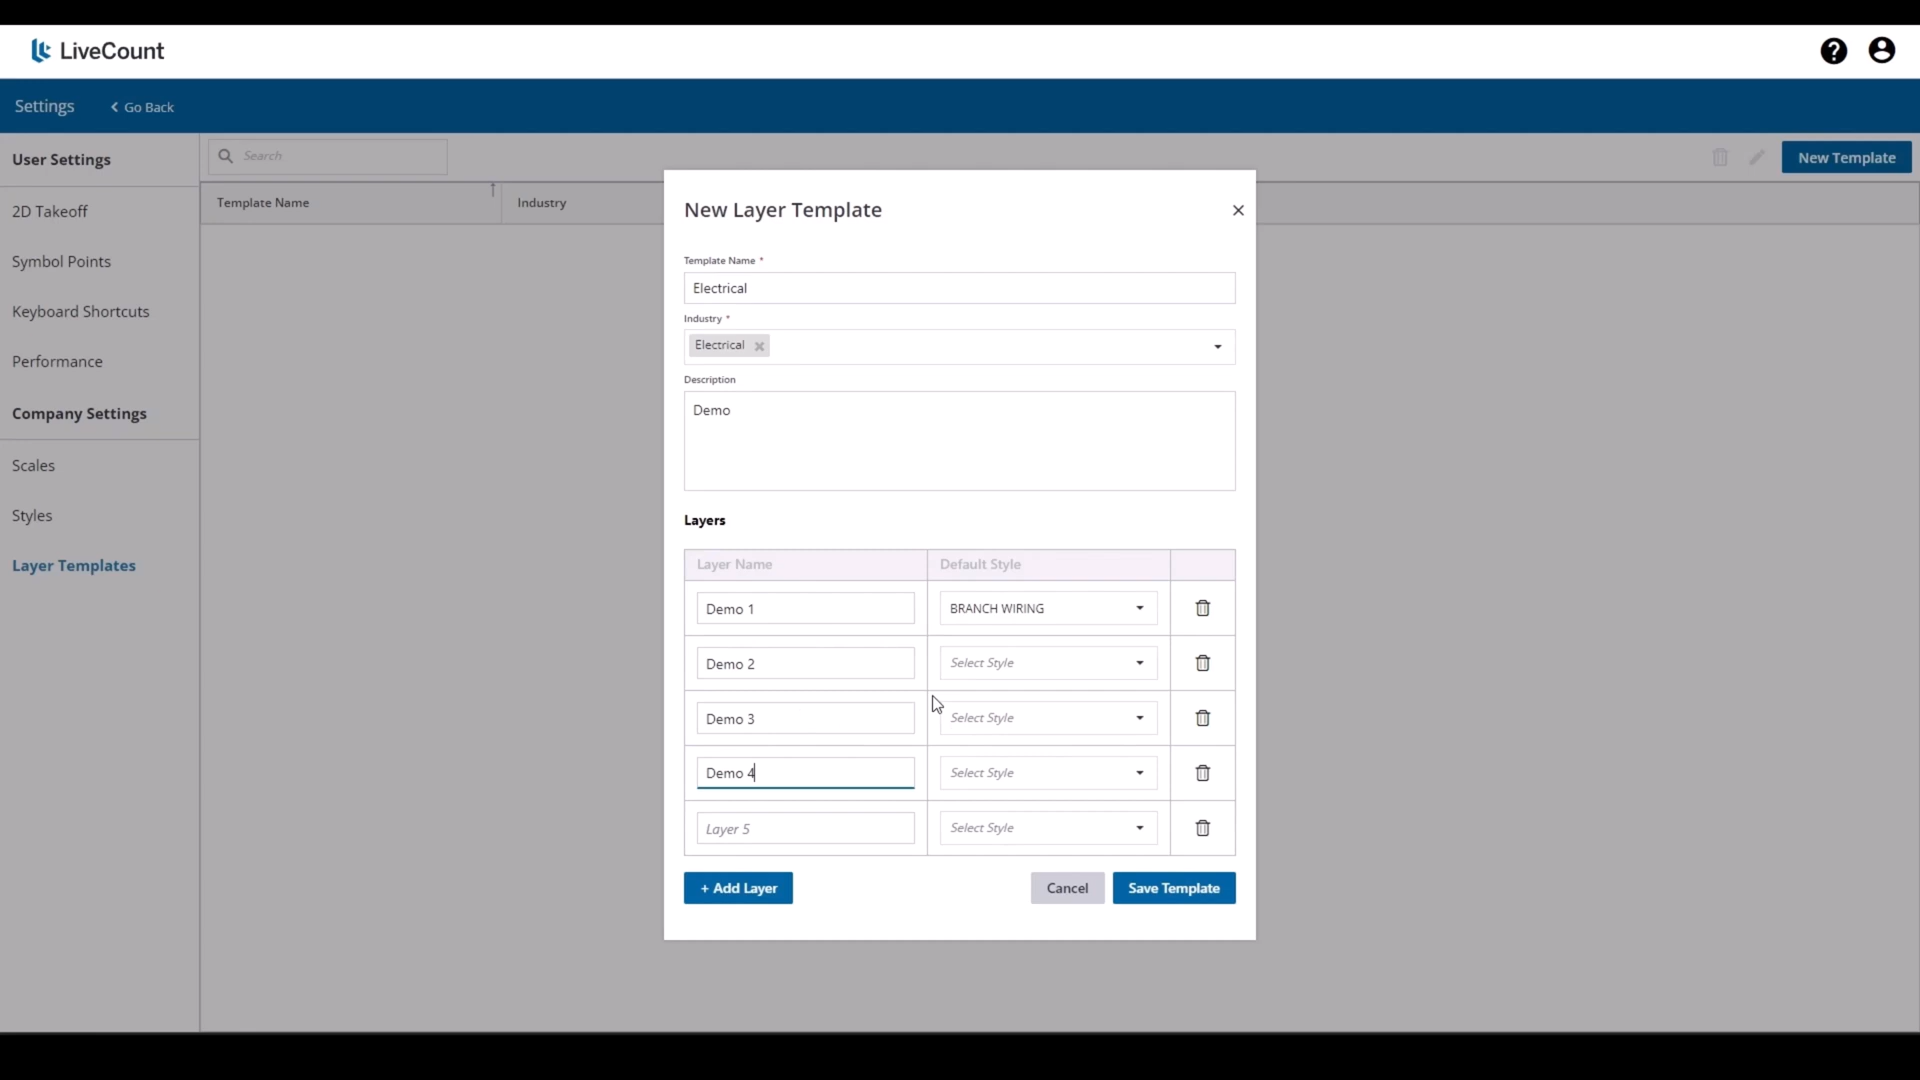 LiveCount
Settings
Go Back
User Settings
Search
New Template
Template Name
Industry
2D Takeoff
Symbol Points
Keyboard Shortcuts
Performance
Company Settings
Scales
Styles
Layer Templates
New Layer Template
Template Name *
Electrical
Industry *
Electrical
Description
Demo
Layers
Layer Name Default Style
Demo 1 BRANCH WIRING
Demo 2 Select Style
Demo 3 Select Style
Demo 4 Select Style
Layer 5 Select Style
+ Add Layer Cancel Save Template